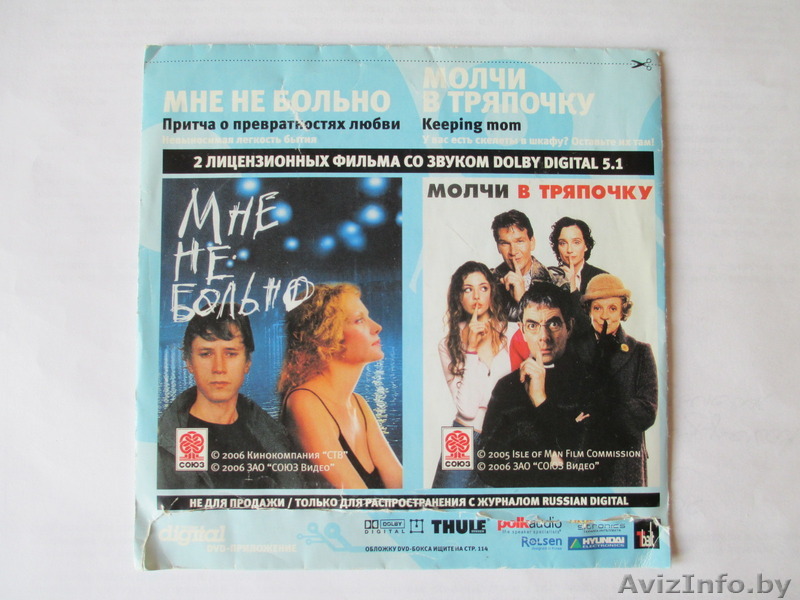 МНЕ НЕ БОЛЬНО
Притча о превратностях любви
Невыносимая легкость бытия
МОЛЧИ
В ТРЯПОЧКУ
Keeping mom
У вас есть скелеты в шкафу? Оставьте их там!
2 ЛИЦЕНЗИОННЫХ ФИЛЬМА СО ЗВУКОМ DOLBY DIGITAL 5.1
МНЕ
НЕ
БОЛЬНО
СОЮЗ
© 2006 Кинокомпания "СТВ"
© 2006 ЗАО "СОЮЗ Видео"
МОЛЧИ В ТРЯПОЧКУ
СОЮЗ
© 2005 Isle of Man Film Commission
© 2006 ЗАО "СОЮЗ Видео"
НЕ ДЛЯ ПРОДАЖИ / ТОЛЬКО ДЛЯ РАСПРОСТРАНЕНИЯ С ЖУРНАЛОМ RUSSIAN DIGITAL
digital
DVD-ПРИЛОЖЕНИЕ
DOLBY
DIGITAL
THULE
polkaudio
the speaker specialists
ROLSEN
HYUNDAI
ELECTRONICS
ОБЛОЖКУ DVD-БОКСА ИЩИТЕ НА СТР. 114
AvizInfo.by